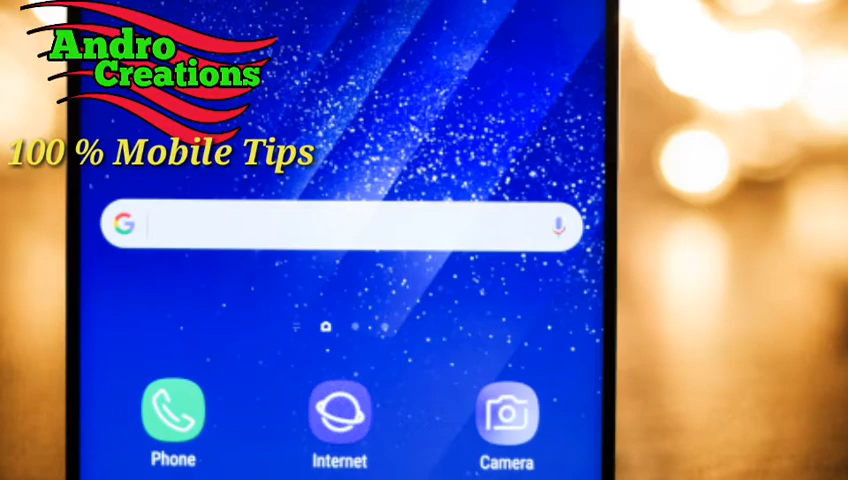 Andro
Creations
100 % Mobile Tips
G
Phone
Internet
Camera